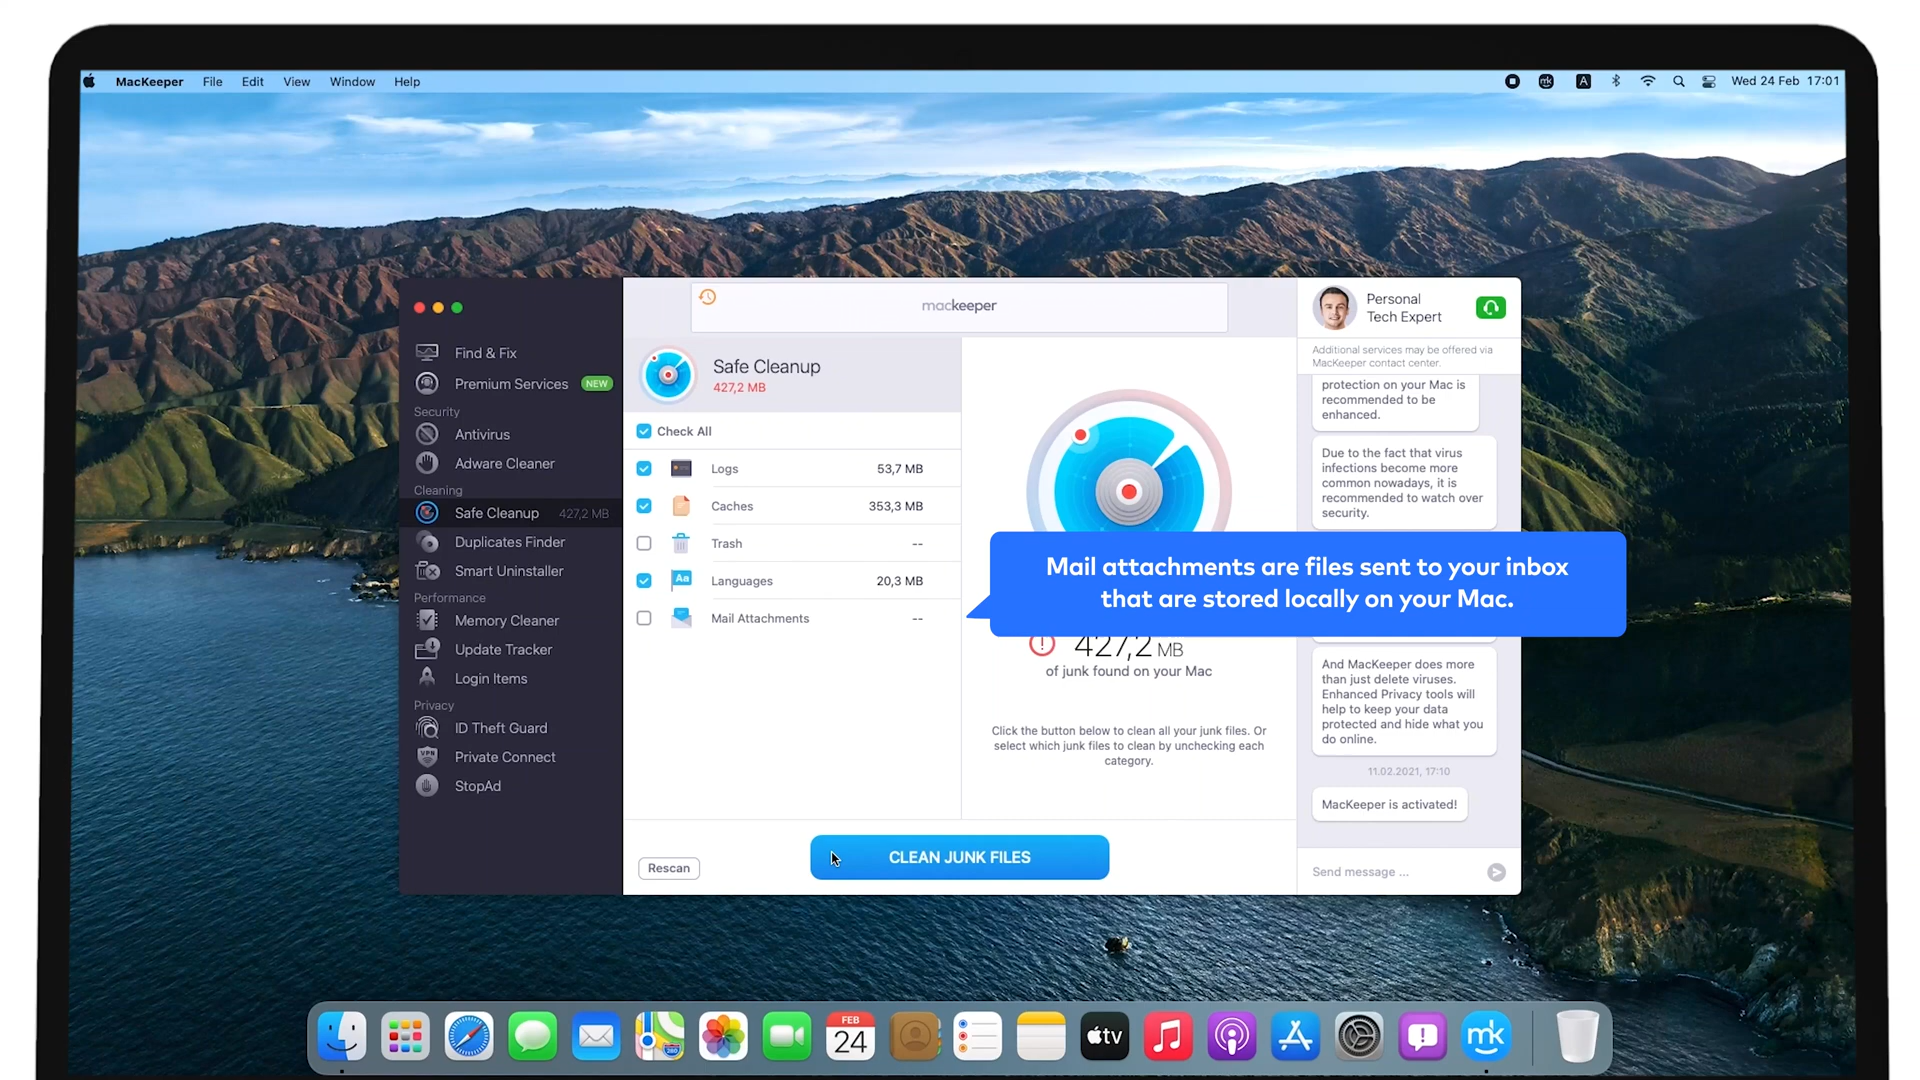 MacKeeper File Edit View Window Help
mk A Wed 24 Feb 17:01
Find & Fix
Premium Services NEW
Security
Antivirus
Adware Cleaner
Cleaning
Safe Cleanup 427,2 MB
Duplicates Finder
Smart Uninstaller
Performance
Memory Cleaner
Update Tracker
Login Items
Privacy
ID Theft Guard
VPN Private Connect
StopAd
mackeeper
Safe Cleanup
427,2 MB
Check All
Logs 53,7 MB
Caches 353,3 MB
Trash --
Aa Languages 20,3 MB
Mail Attachments --
Mail attachments are files sent to your inbox
that are stored locally on your Mac.
427,2 MB
of junk found on your Mac
Click the button below to clean all your junk files. Or
select which junk files to clean by unchecking each
category.
Rescan
CLEAN JUNK FILES
Personal
Tech Expert
Additional services may be offered via
MacKeeper contact center.
protection on your Mac is
recommended to be
enhanced.
Due to the fact that virus
infections become more
common nowadays, it is
recommended to watch over
security.
And MacKeeper does more
than just delete viruses.
Enhanced Privacy tools will
help to keep your data
protected and hide what you
do online.
11.02.2021, 17:10
MacKeeper is activated!
Send message ...
280
FEB
24
tv
mk